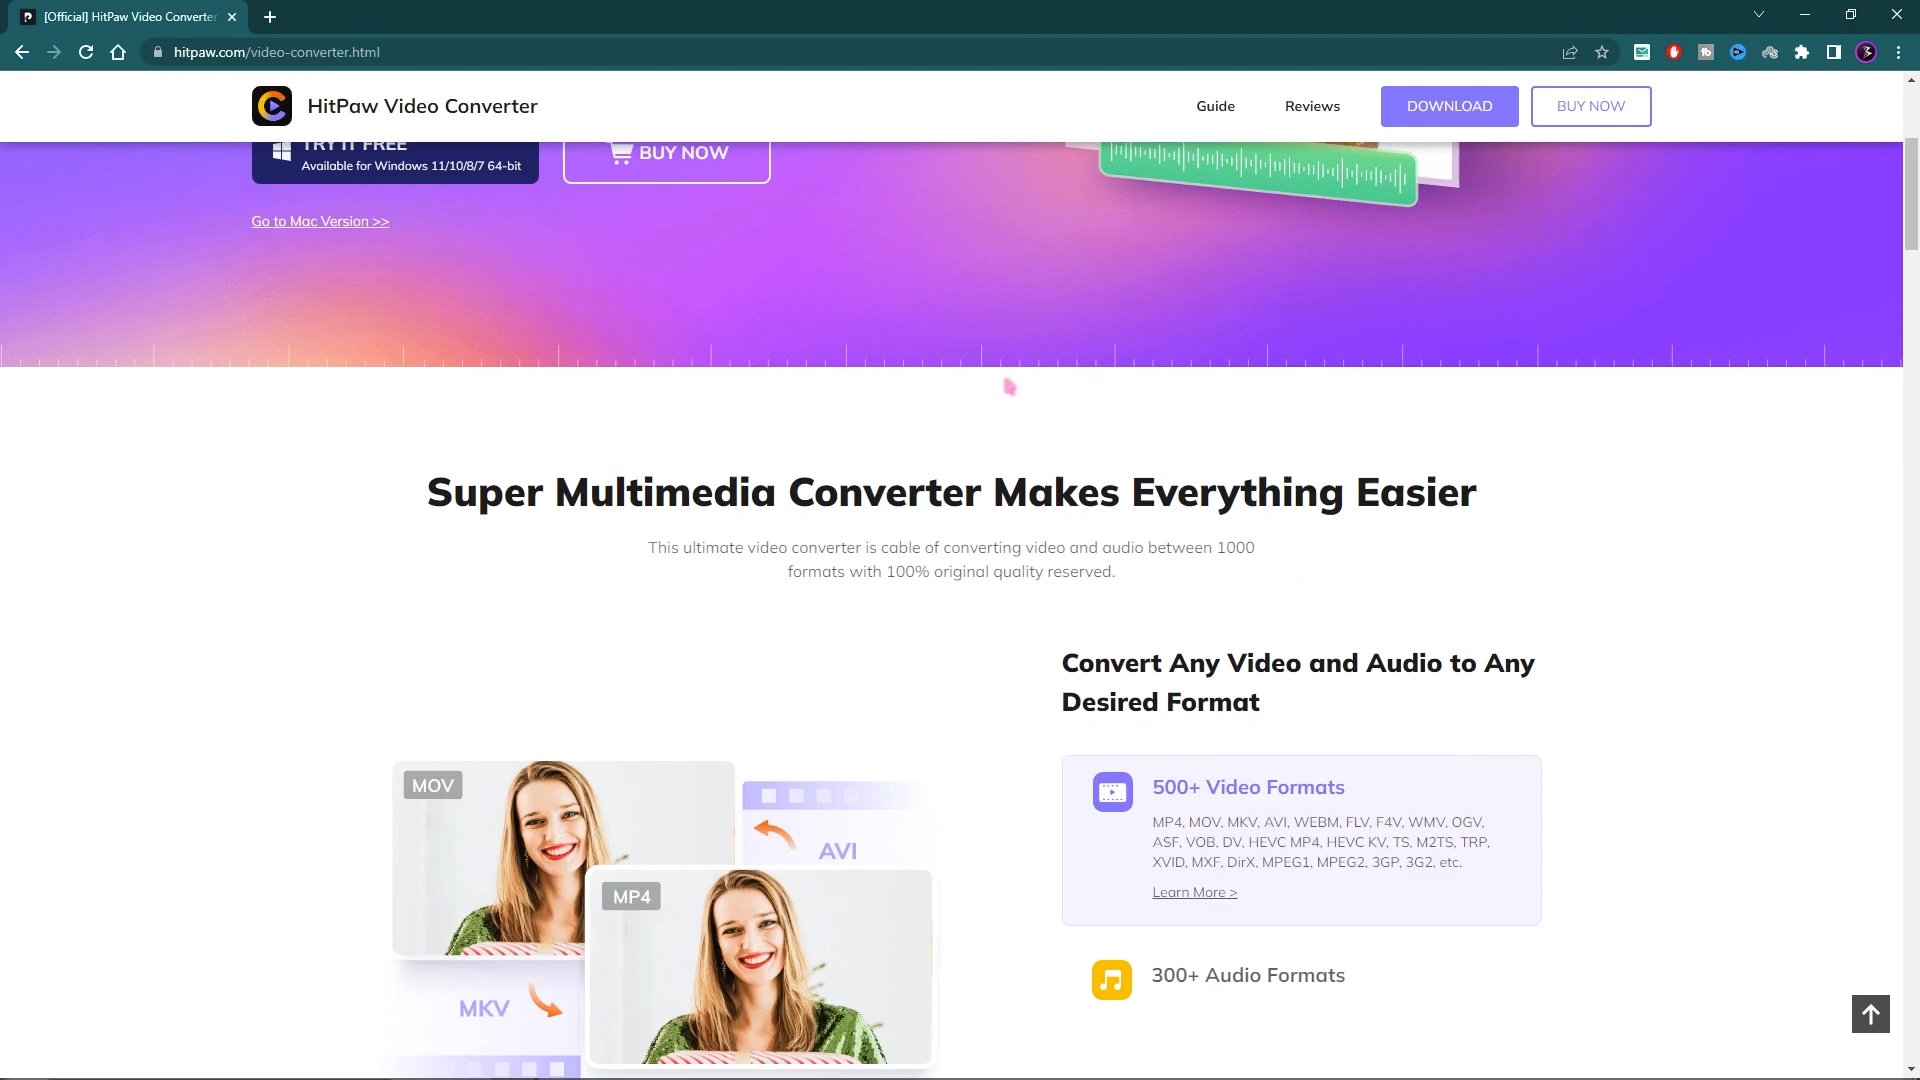 [Official] HitPaw Video Converter
hitpaw.com/video-converter.html
HitPaw Video Converter
Guide
Reviews
DOWNLOAD
BUY NOW
TRY IT FREE
Available for Windows 11/10/8/7 64-bit
BUY NOW
Go to Mac Version >>
Super Multimedia Converter Makes Everything Easier
This ultimate video converter is cable of converting video and audio between 1000
formats with 100% original quality reserved.
Convert Any Video and Audio to Any
Desired Format
MOV
AVI
MP4
MKV
500+ Video Formats
MP4, MOV, MKV, AVI, WEBM, FLV, F4V, WMV, OGV,
ASF, VOB, DV, HEVC MP4, HEVC KV, TS, M2TS, TRP,
XVID, MXF, DirX, MPEG1, MPEG2, 3GP, 3G2, etc.
Learn More >
300+ Audio Formats